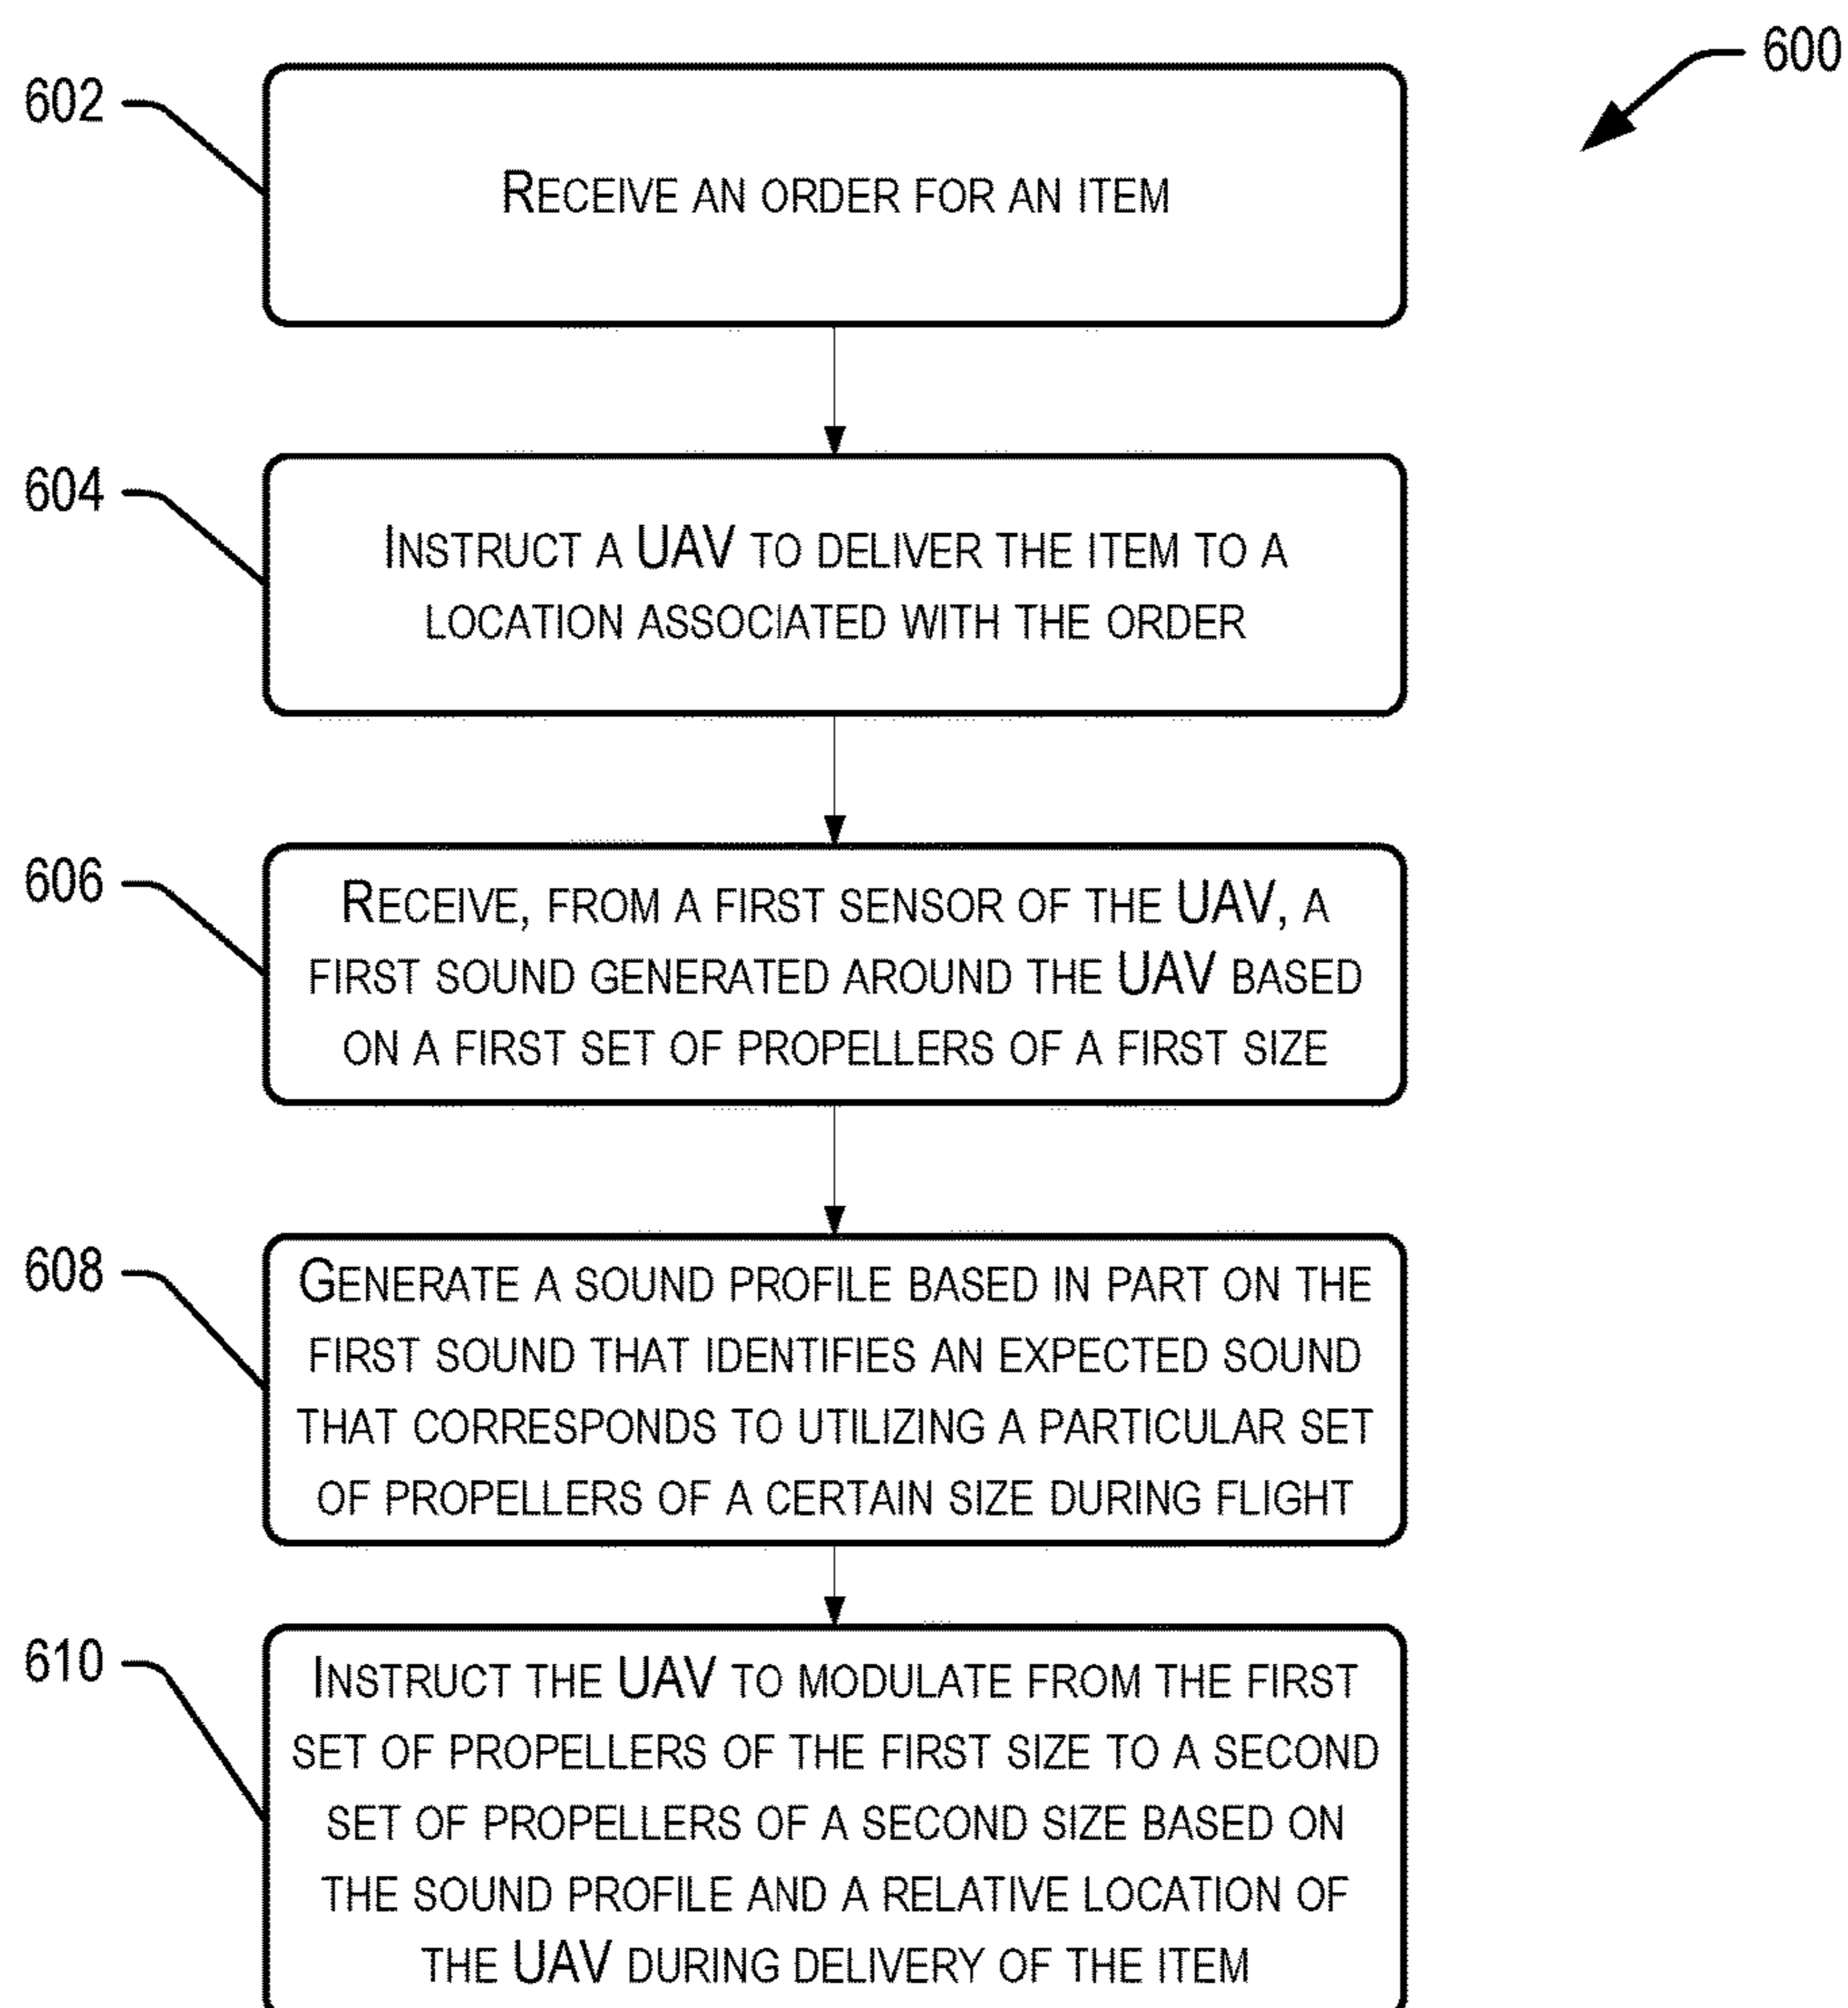 600
602
RECEIVE AN ORDER FOR AN ITEM
604
INSTRUCT A UAV TO DELIVER THE ITEM TO A
LOCATION ASSOCIATED WITH THE ORDER
606
RECEIVE, FROM A FIRST SENSOR OF THE UAV, A
FIRST SOUND GENERATED AROUND THE UAV BASED
ON A FIRST SET OF PROPELLERS OF A FIRST SIZE
608
GENERATE A SOUND PROFILE BASED IN PART ON THE
FIRST SOUND THAT IDENTIFIES AN EXPECTED SOUND
THAT CORRESPONDS TO UTILIZING A PARTICULAR SET
OF PROPELLERS OF A CERTAIN SIZE DURING FLIGHT
610
INSTRUCT THE UAV TO MODULATE FROM THE FIRST
SET OF PROPELLERS OF THE FIRST SIZE TO A SECOND
SET OF PROPELLERS OF A SECOND SIZE BASED ON
THE SOUND PROFILE AND A RELATIVE LOCATION OF
THE UAV DURING DELIVERY OF THE ITEM